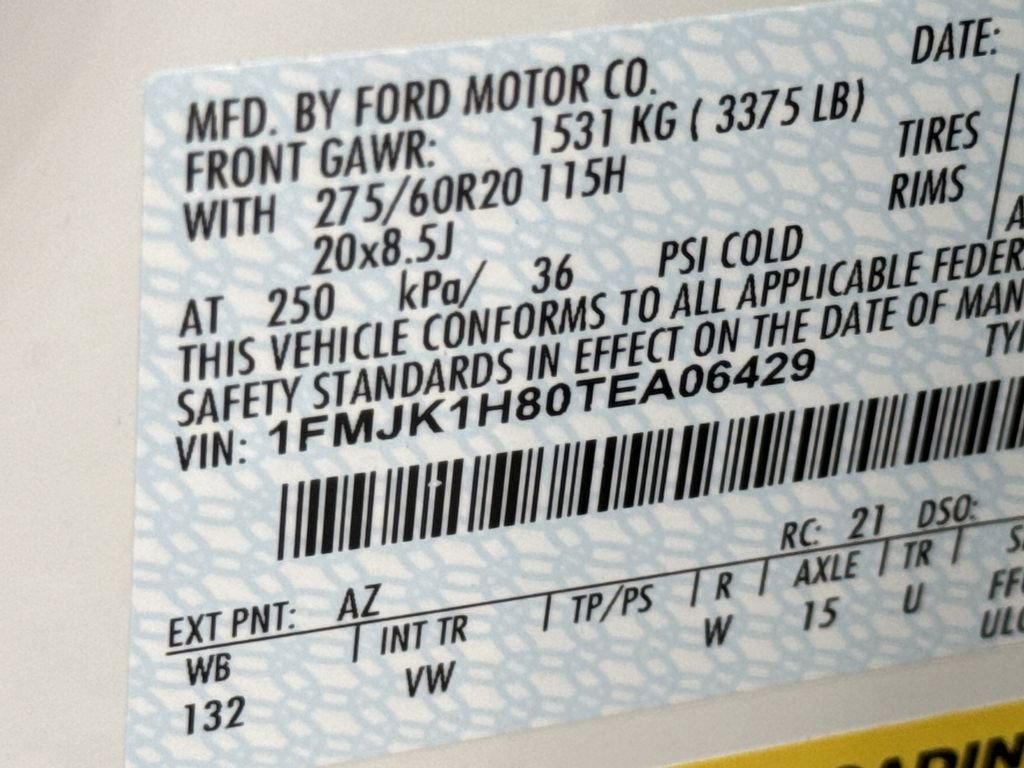 DATE:
MFD. BY FORD MOTOR CO.
FRONT GAWR: 1531 KG ( 3375 LB)
WITH 275/60R20 115H TIRES
20x8.5J RIMS
AT 250 kPa/ 36 PSI COLD
THIS VEHICLE CONFORMS TO ALL APPLICABLE FEDER
SAFETY STANDARDS IN EFFECT ON THE DATE OF MAN
VIN: 1FMJK1H80TEA06429 TYP
EXT PNT: AZ RC: 21 DSO:
WB | INT TR | TP/PS | R | AXLE | TR |
132 VW W 15 U